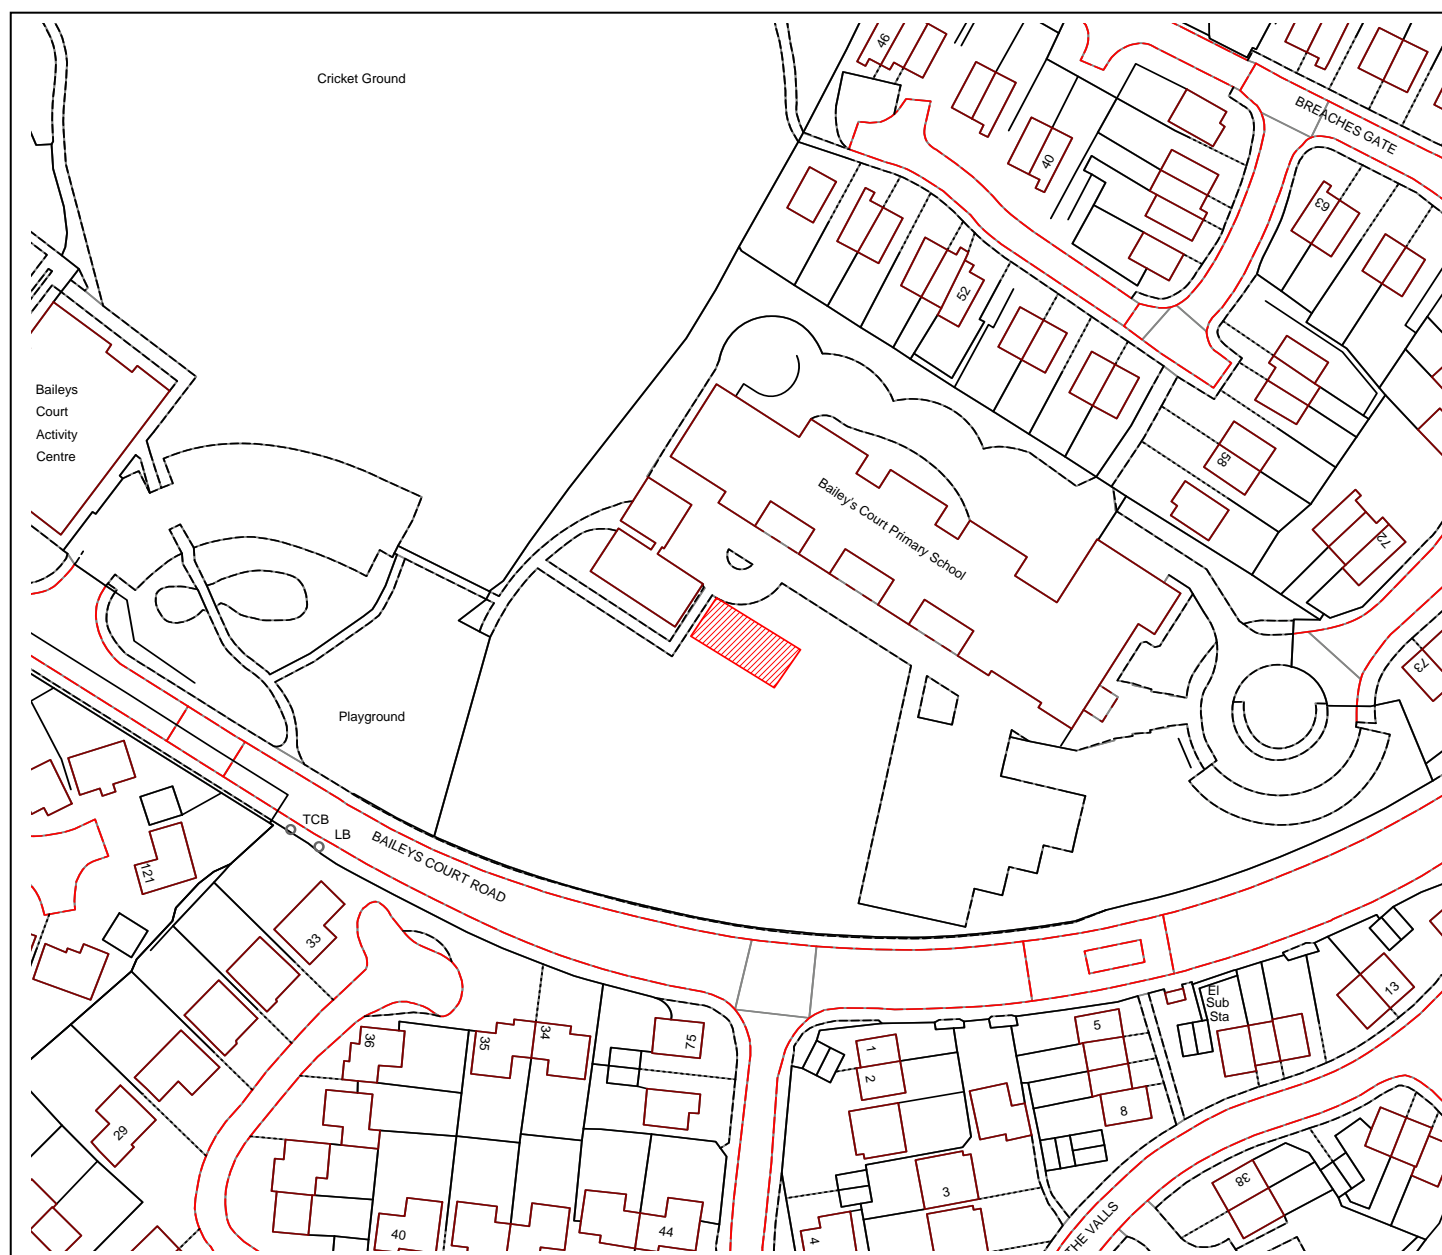 46
Cricket Ground
BREACHES GATE
40
63
52
Baileys
Court
Activity
Centre
58
Bailey's Court Primary School
72
73
Playground
TCB
LB
BAILEYS COURT ROAD
121
33
El
Sub
Sta
13
36
35
34
75
1
2
5
8
29
3
38
40
44
4
THE VALLS